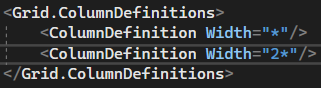 <Grid.ColumnDefinitions>
    <ColumnDefinition Width="*"/>
    <ColumnDefinition Width="2*"/>
</Grid.ColumnDefinitions>